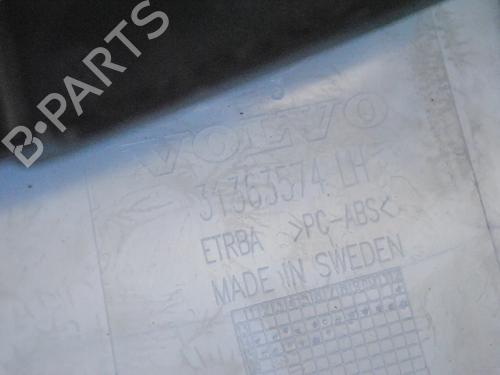 B-PARTS
VOLVO
31363574 LH
ETRBA >PC-ABS<
MADE IN SWEDEN